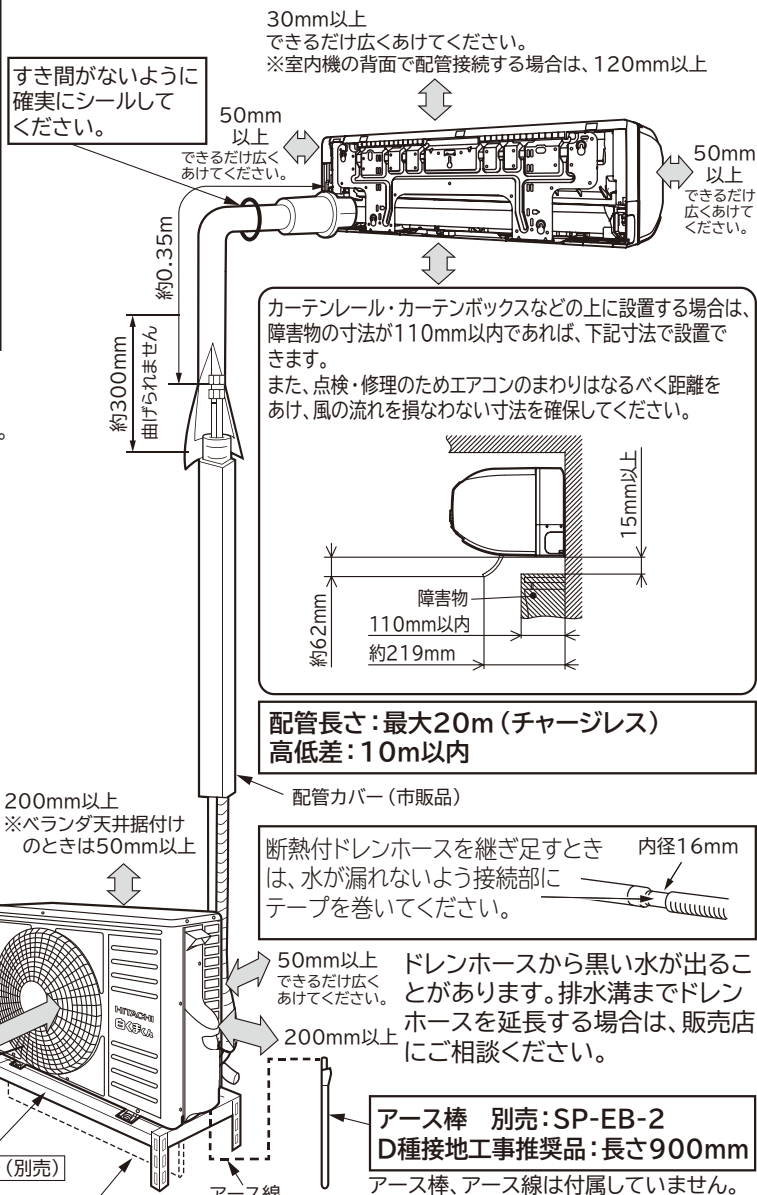 30mm以上
できるだけ広くあけてください。
※室内機の背面で配管接続する場合は、120mm以上
すき間がないように
確実にシールして
ください。
50mm
以上
できるだけ広く
あけてください。
50mm
以上
できるだけ
広くあけて
ください。
約0.35m
約300mm
曲げられません
。
カーテンレール・カーテンボックスなどの上に設置する場合は、
障害物の寸法が110mm以内であれば、下記寸法で設置で
きます。
また、点検・修理のためエアコンのまわりはなるべく距離を
あけ、風の流れを損なわない寸法を確保してください。
15mm以上
約62mm
障害物
110mm以内
約219mm
配管長さ：最大20m（チャージレス）
高低差：10m以内
配管カバー（市販品）
200mm以上
※ベランダ天井据付け
のときは50mm以上
断熱付ドレンホースを継ぎ足すとき
は、水が漏れないよう接続部に
テープを巻いてください。
内径16mm
50mm以上
できるだけ広く
あけてください。
200mm以上
ドレンホースから黒い水が出るこ
とがあります。排水溝までドレン
ホースを延長する場合は、販売店
にご相談ください。
HITACHI
白くまくん
アース棒　別売：SP-EB-2
D種接地工事推奨品：長さ900mm
アース棒、アース線は付属していません。
（別売）
アース線